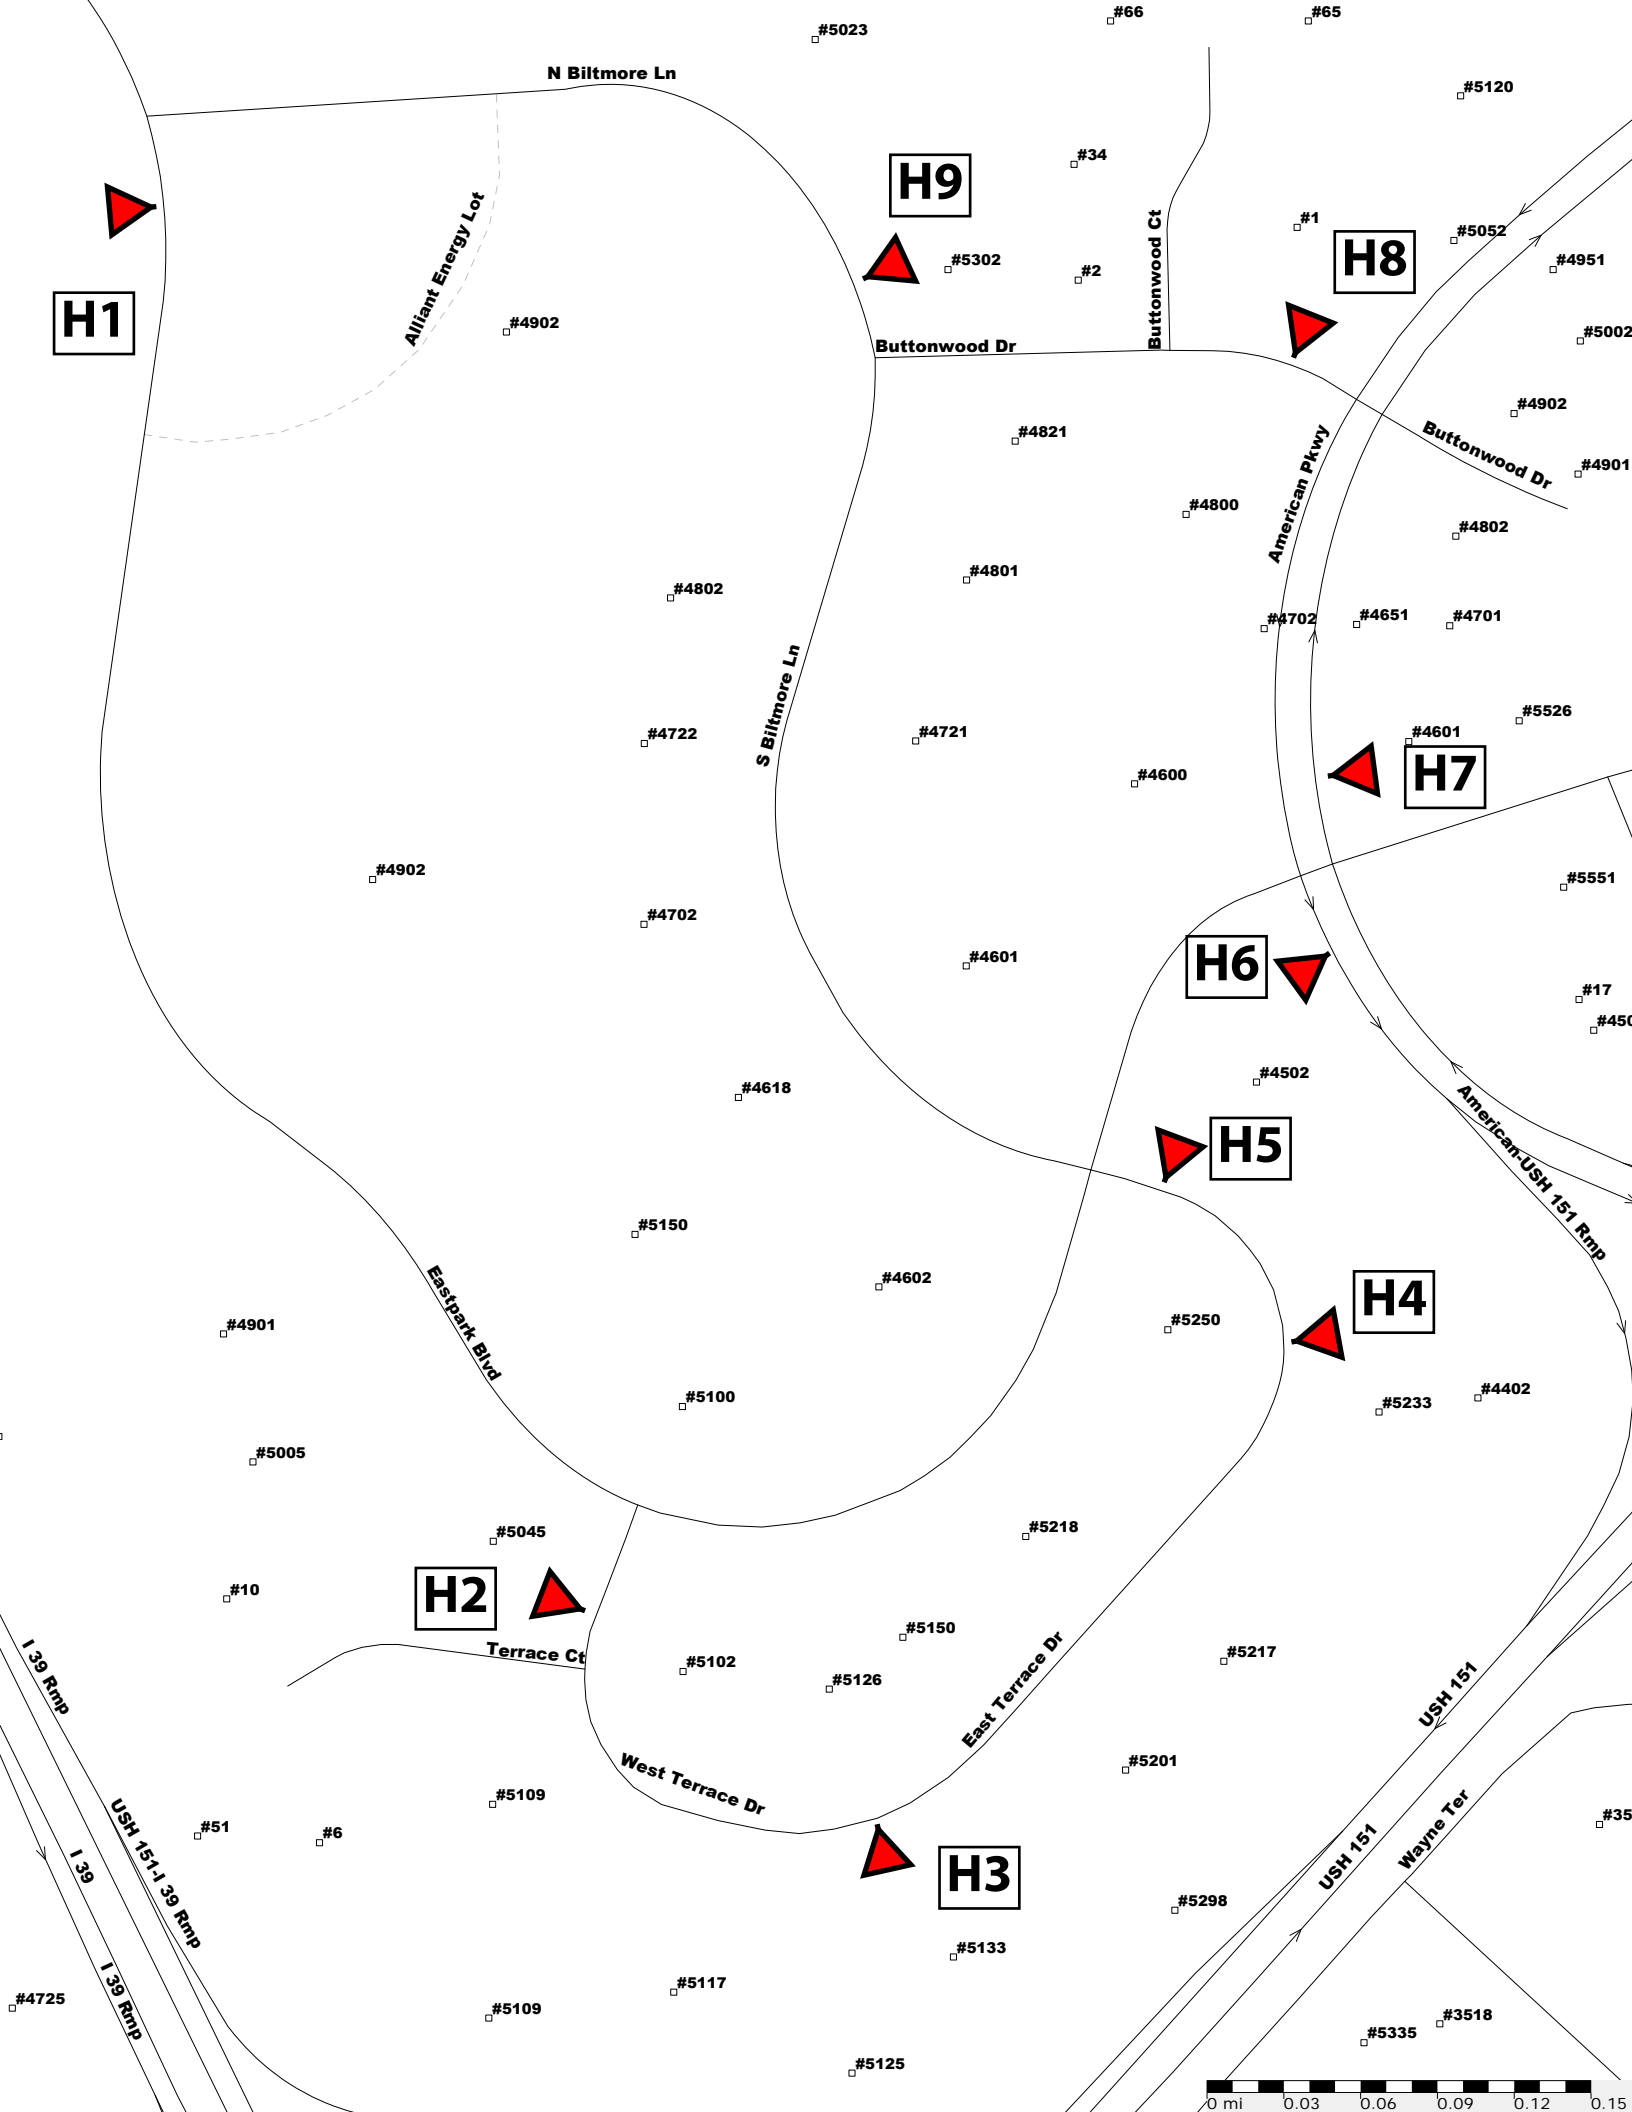 #66
#65
#5023
N Biltmore Ln
#5120
#34
H9
Alliant Energy Lot
Buttonwood Ct
#1
#5052
H8
#5302
#2
#4951
H1
#4902
#5002
Buttonwood Dr
#4902
#4821
American Pkwy
Buttonwood Dr
#4901
#4800
#4802
#4801
#4802
#4702
#4651
#4701
S Biltmore Ln
#5526
#4722
#4721
#4601
#4600
H7
#4902
#5551
#4702
#4601
H6
#17
#450
#4502
#4618
American-USH 151 Rmp
H5
#5150
#4602
Eastpark Blvd
H4
#4901
#5250
#5100
#4402
#5233
#5005
#5045
#5218
H2
#10
#5150
Terrace Ct
#5102
#5126
East Terrace Dr
#5217
I 39 Rmp
USH 151
#5201
West Terrace Dr
#5109
#51
#6
USH 151-I 39 Rmp
#35
Wayne Ter
USH 151
I 39
H3
#5298
#5133
#5117
I 39 Rmp
#4725
#5109
#3518
#5335
#5125
0 mi 0.03 0.06 0.09 0.12 0.15